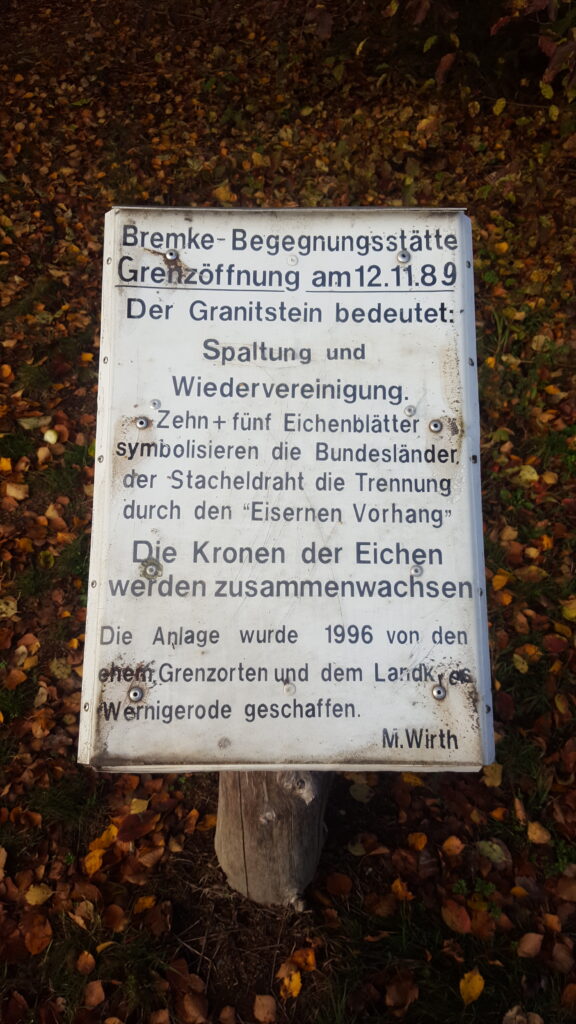 Bremke-Begegnungsstätte
Grenzöffnung am 12.11.89
Der Granitstein bedeutet:
Spaltung und
Wiedervereinigung.
Zehn + fünf Eichenblätter
symbolisieren die Bundesländer,
der Stacheldraht die Trennung
durch den "Eisernen Vorhang"
Die Kronen der Eichen
werden zusammenwachsen
Die Anlage wurde 1996 von den
ehem. Grenzorten und dem Landkreis
Wernigerode geschaffen.
M. Wirth